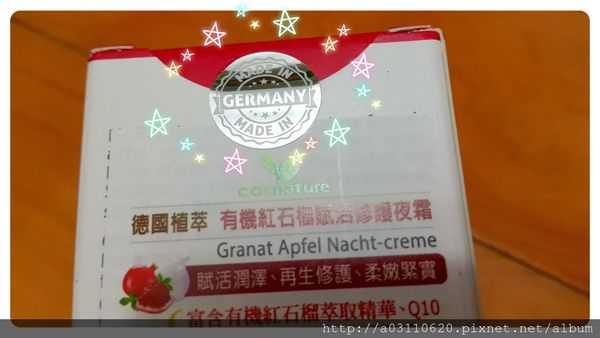 MADE IN
GERMANY
MADE IN
cornature
德國植萃 有機紅石榴賦活修護夜霜
Granat Apfel Nacht-creme
賦活潤澤、再生修護、柔嫩緊實
富含有機紅石榴萃取精華、Q10
http://a03110620.pixnet.net/album